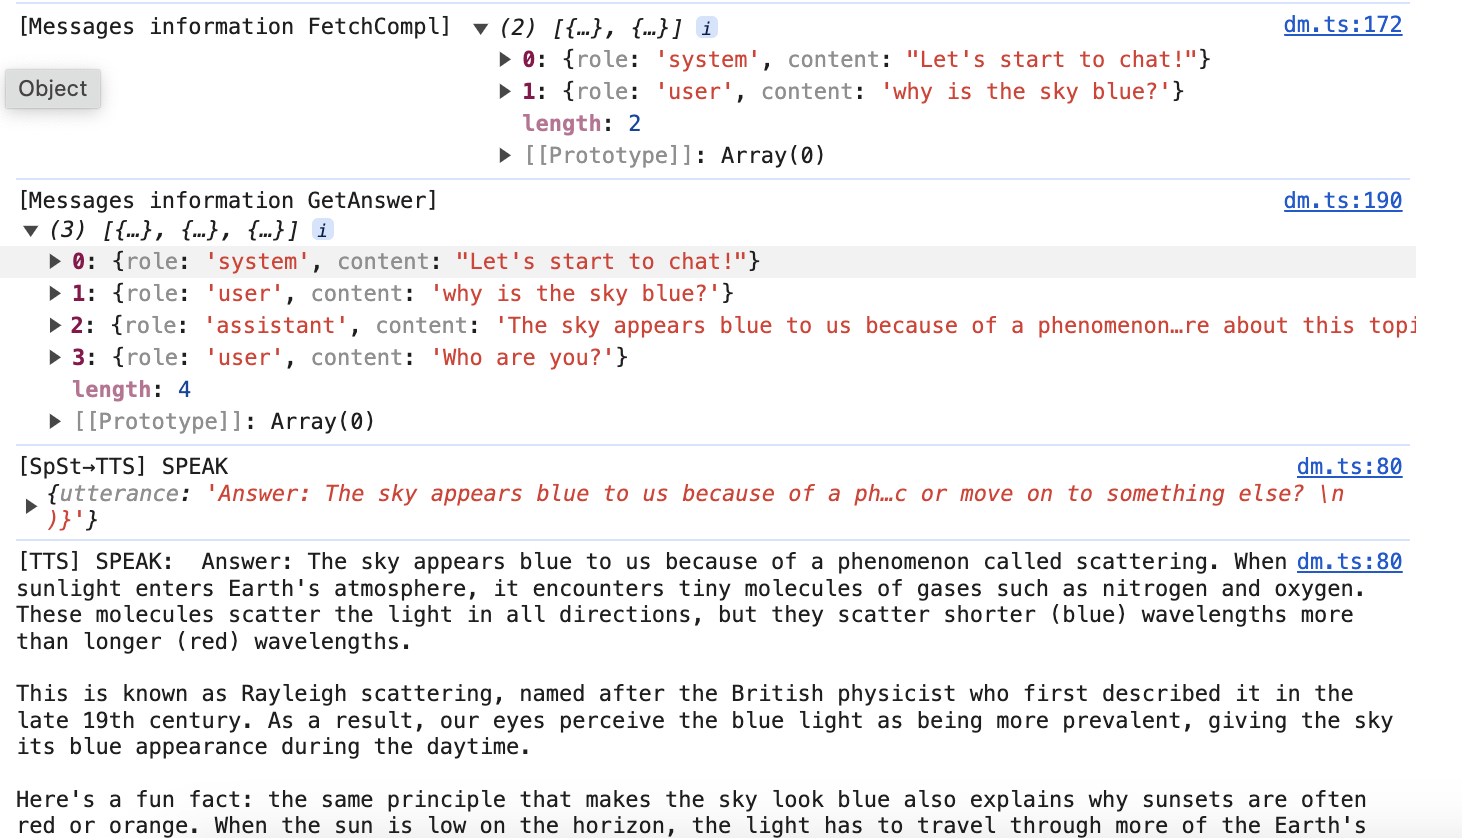 [Messages information FetchCompl] ▼ (2) [{…}, {…}] i dm.ts:172
▶ 0: {role: 'system', content: "Let's start to chat!"}
Object
▶ 1: {role: 'user', content: 'why is the sky blue?'}
length: 2
▶ [[Prototype]]: Array(0)
[Messages information GetAnswer] dm.ts:190
▼ (3) [{…}, {…}, {…}] i
▶ 0: {role: 'system', content: "Let's start to chat!"}
▶ 1: {role: 'user', content: 'why is the sky blue?'}
▶ 2: {role: 'assistant', content: 'The sky appears blue to us because of a phenomenon…re about this topi
▶ 3: {role: 'user', content: 'Who are you?'}
length: 4
▶ [[Prototype]]: Array(0)
[SpSt→TTS] SPEAK dm.ts:80
▶ {utterance: 'Answer: The sky appears blue to us because of a ph…c or move on to something else? \n
)}'}
[TTS] SPEAK:  Answer: The sky appears blue to us because of a phenomenon called scattering. When dm.ts:80
sunlight enters Earth's atmosphere, it encounters tiny molecules of gases such as nitrogen and oxygen.
These molecules scatter the light in all directions, but they scatter shorter (blue) wavelengths more
than longer (red) wavelengths.
This is known as Rayleigh scattering, named after the British physicist who first described it in the
late 19th century. As a result, our eyes perceive the blue light as being more prevalent, giving the sky
its blue appearance during the daytime.
Here's a fun fact: the same principle that makes the sky look blue also explains why sunsets are often
red or orange. When the sun is low on the horizon, the light has to travel through more of the Earth's